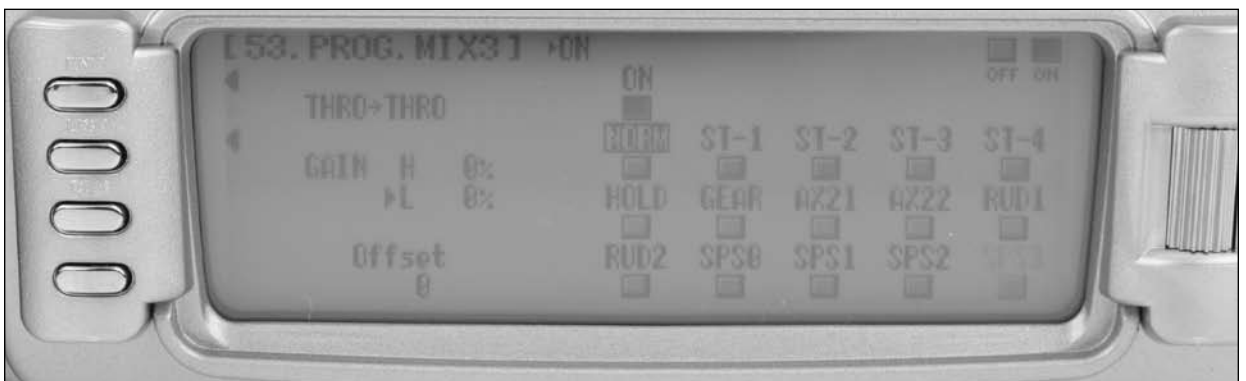 [53.PROG.MIX3] ▸ON
OFF ON
ON
THRO→THRO
NORM ST-1 ST-2 ST-3 ST-4
GAIN H 0%
▸L 0%
HOLD GEAR AX21 AX22 RUD1
Offset
0
RUD2 SPS0 SPS1 SPS2